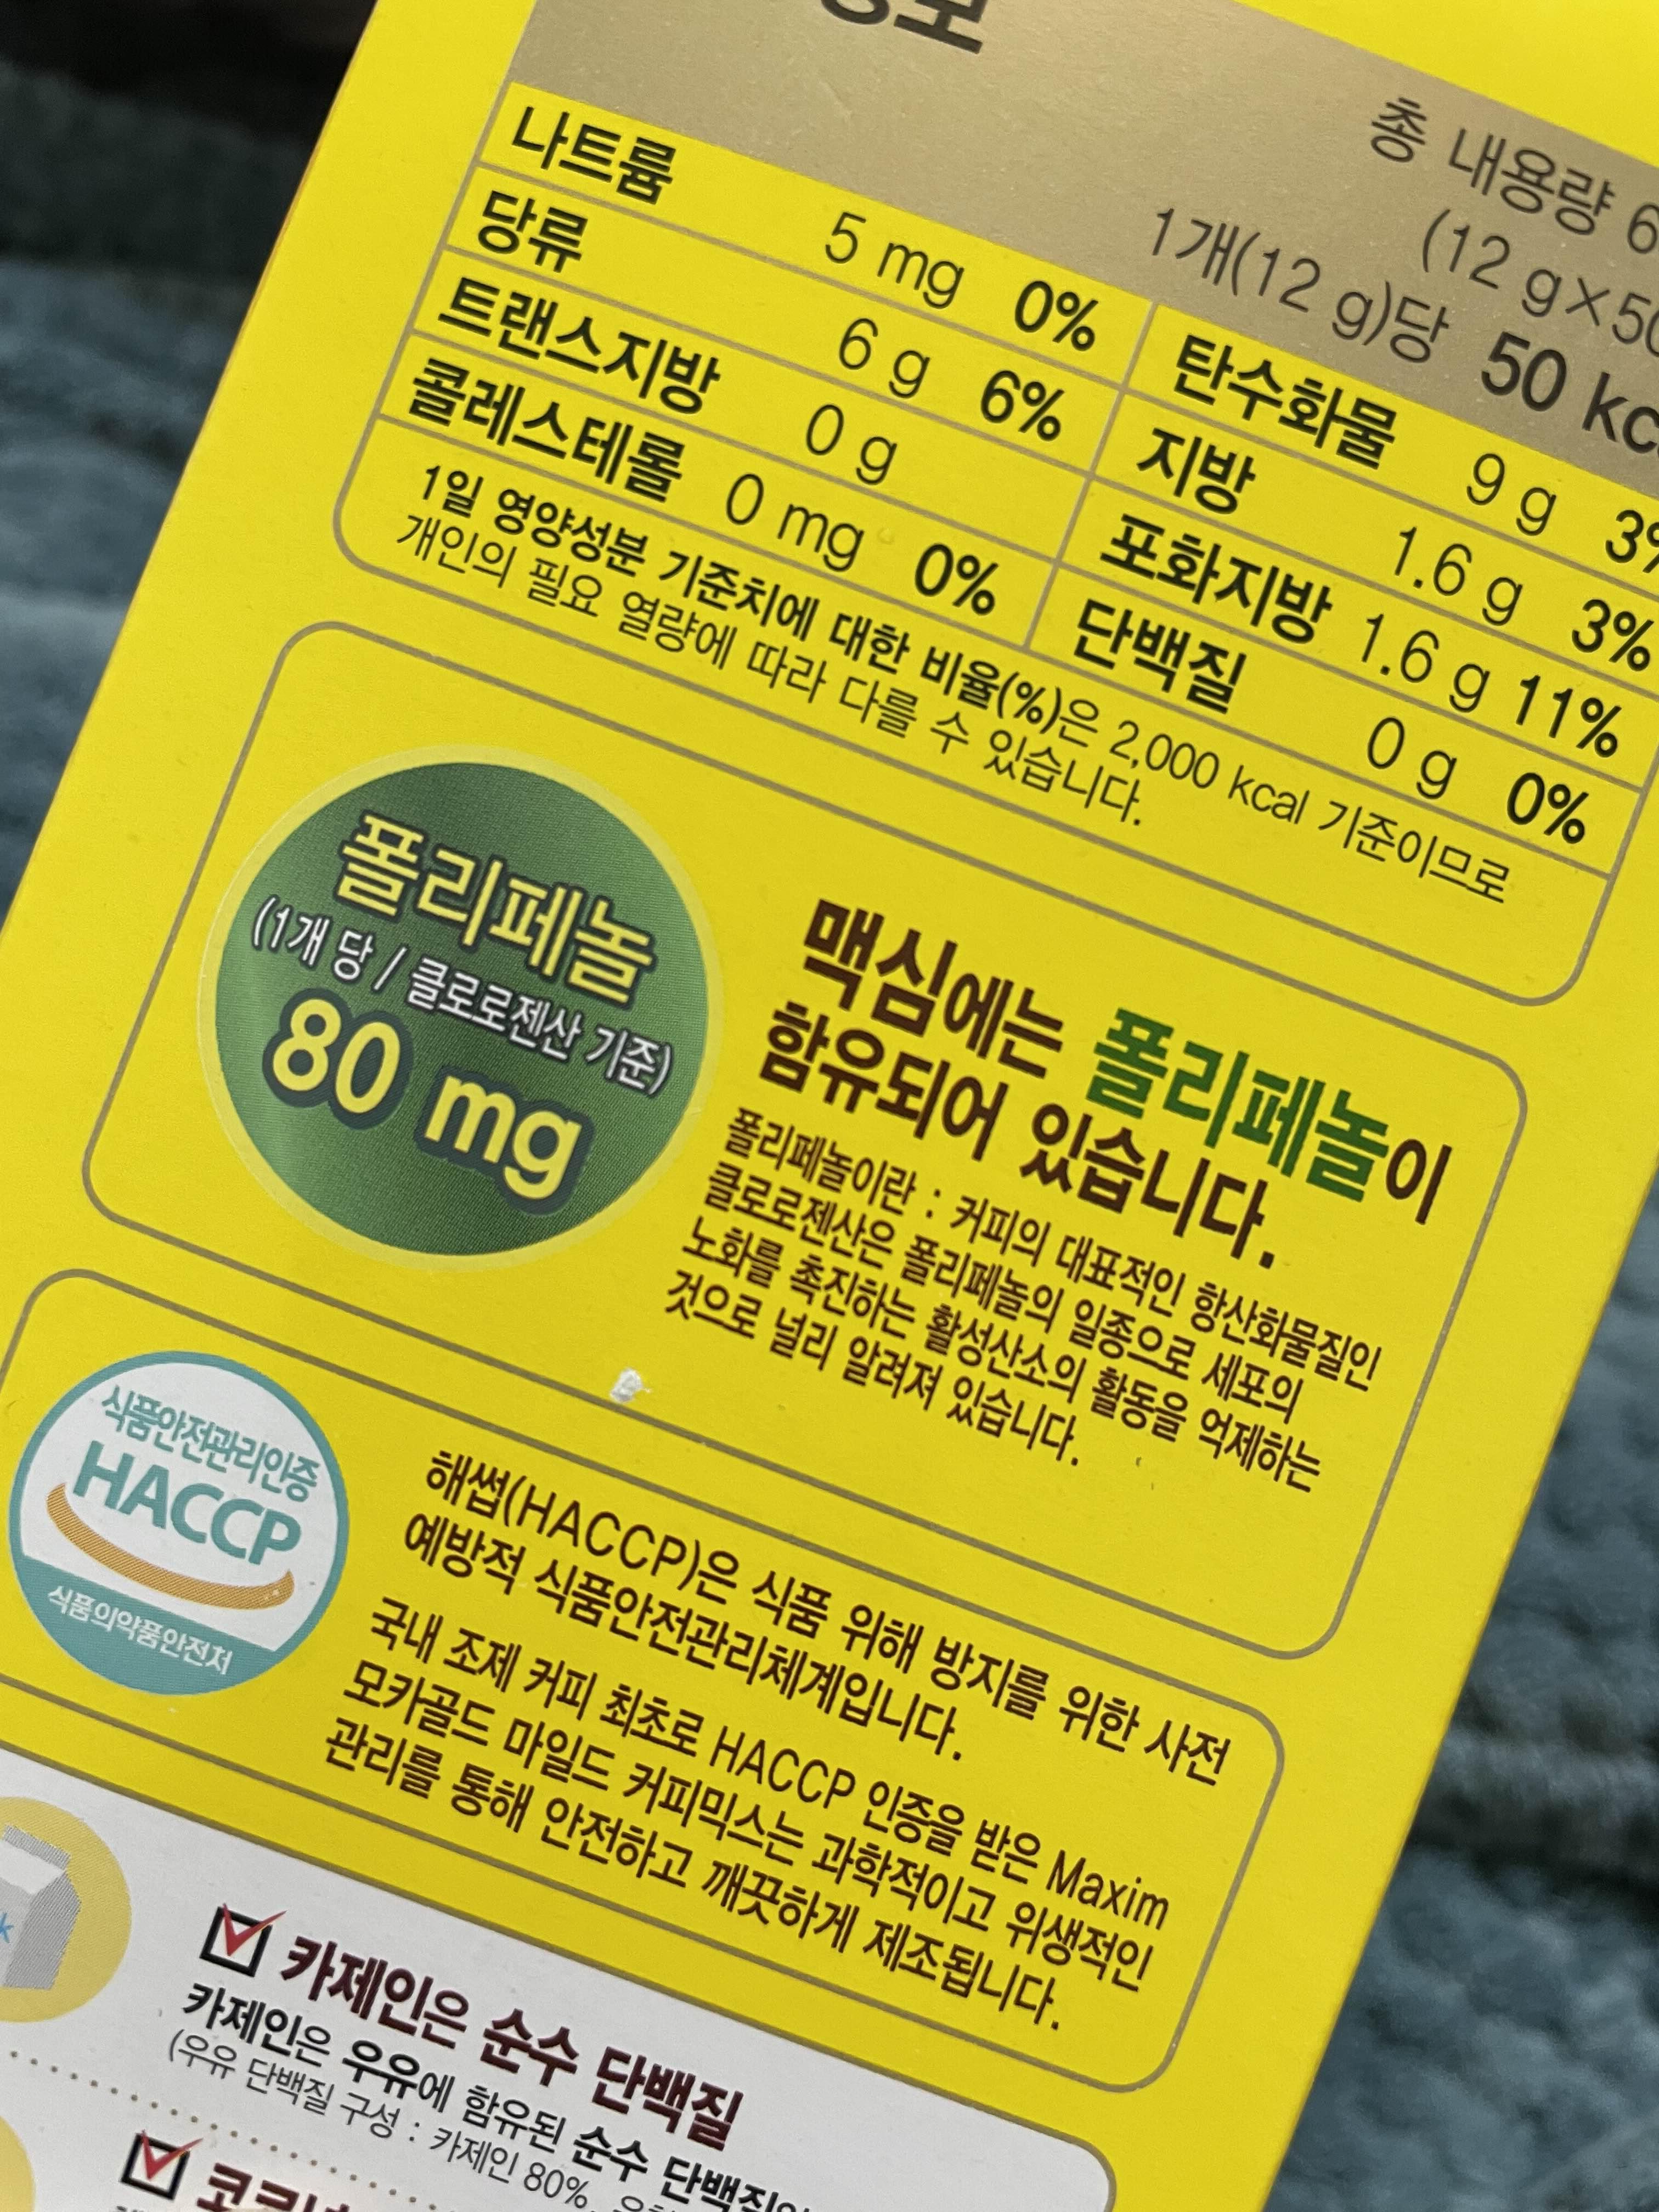 총 내용량 6
(12 g×50
1개(12 g)당 50 kc
나트륨 5 mg 0% 탄수화물 9 g 3%
당류 6 g 6% 지방 1.6 g 3%
트랜스지방 0 g 포화지방 1.6 g 11%
콜레스테롤 0 mg 0% 단백질 0 g 0%
1일 영양성분 기준치에 대한 비율(%)은 2,000 kcal 기준이므로
개인의 필요 열량에 따라 다를 수 있습니다.
폴리페놀
(1개 당 / 클로로젠산 기준)
80 mg
맥심에는 폴리페놀이
함유되어 있습니다.
폴리페놀이란 : 커피의 대표적인 항산화물질인
클로로젠산은 폴리페놀의 일종으로 세포의
노화를 촉진하는 활성산소의 활동을 억제하는
것으로 널리 알려져 있습니다.
식품안전관리인증
HACCP
식품의약품안전처
해썹(HACCP)은 식품 위해 방지를 위한 사전
예방적 식품안전관리체계입니다.
국내 조제 커피 최초로 HACCP 인증을 받은 Maxim
모카골드 마일드 커피믹스는 과학적이고 위생적인
관리를 통해 안전하고 깨끗하게 제조됩니다.
카제인은 순수 단백질
카제인은 우유에 함유된 순수 단백질
(우유 단백질 구성 : 카제인 80%,